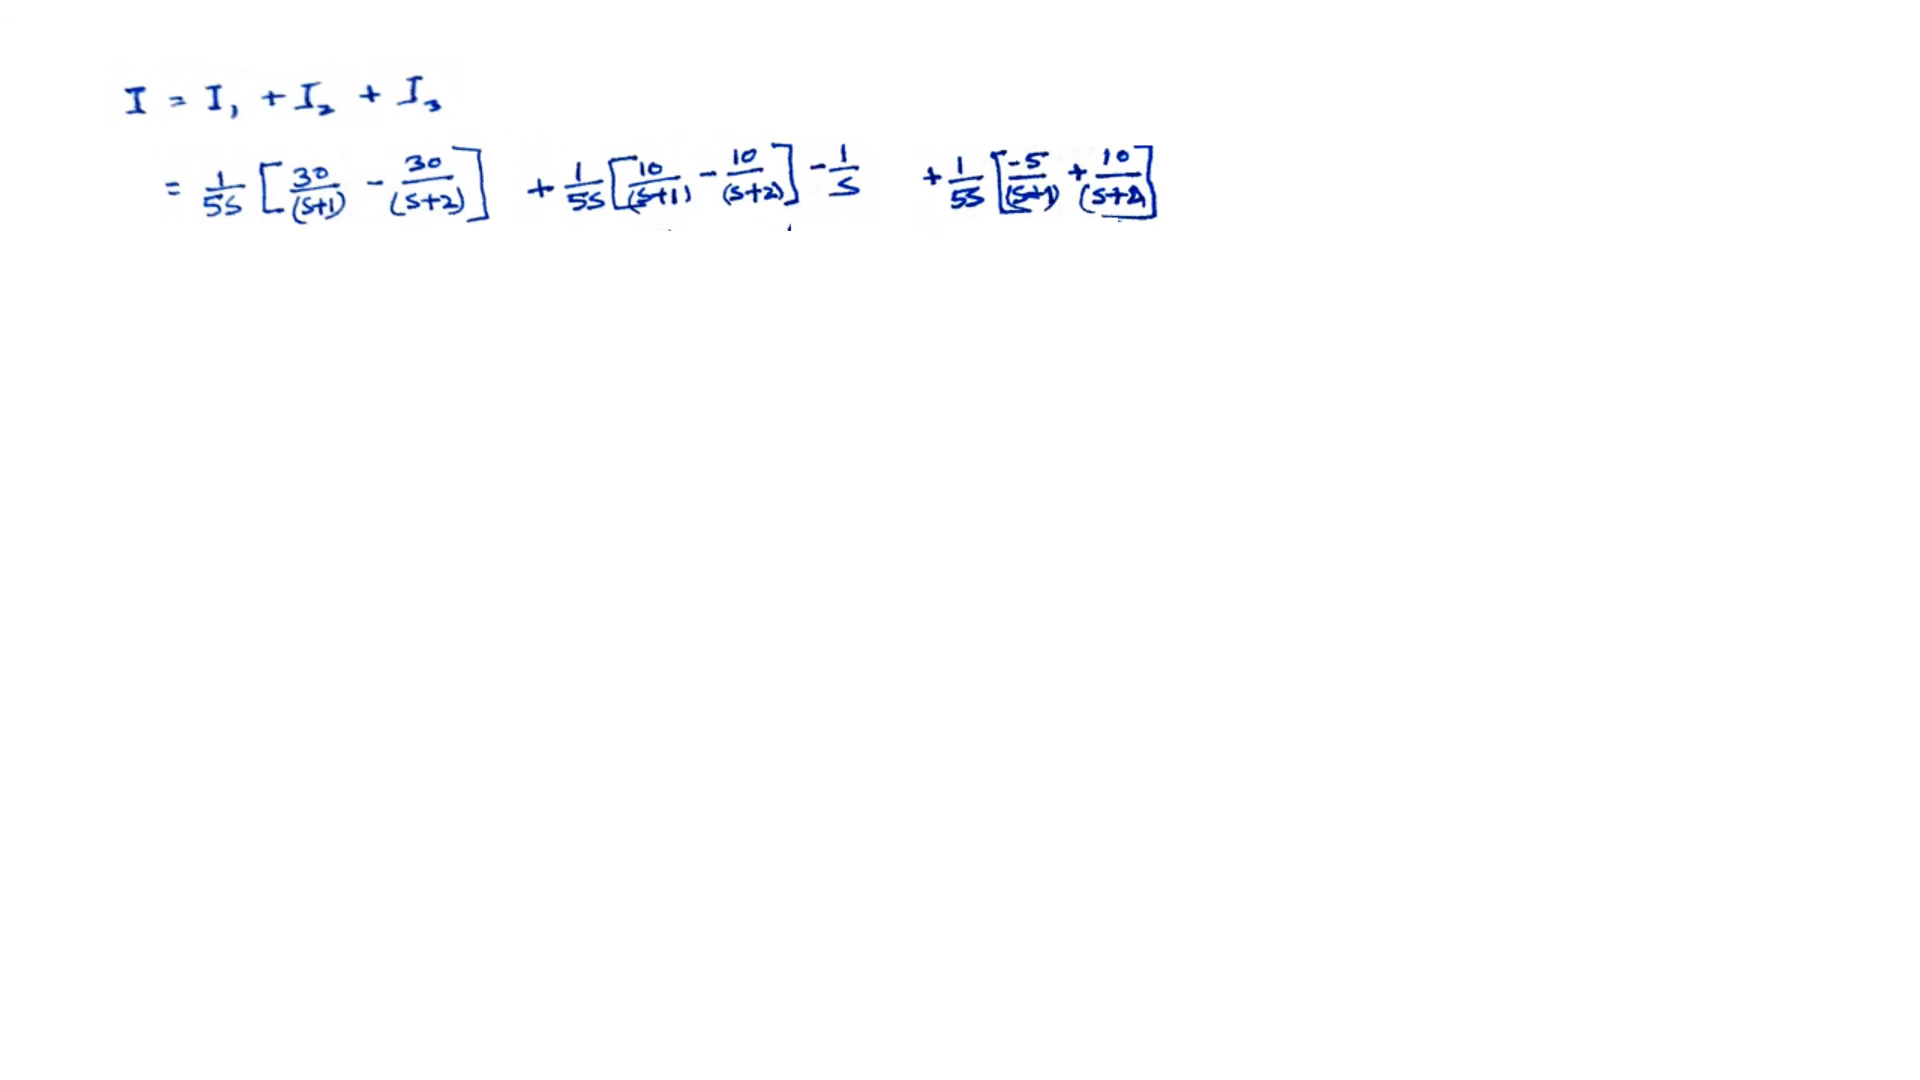 I = I₁ + I₂ + I₃
= 1/5s [30/(s+1) - 30/(s+2)] + 1/5s [10/(s+1) - 10/(s+2)] - 1/s + 1/5s [-5/(s+1) + 10/(s+2)]